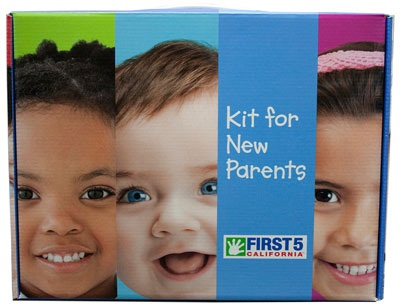 Kit for
New
Parents
FIRST 5
CALIFORNIA